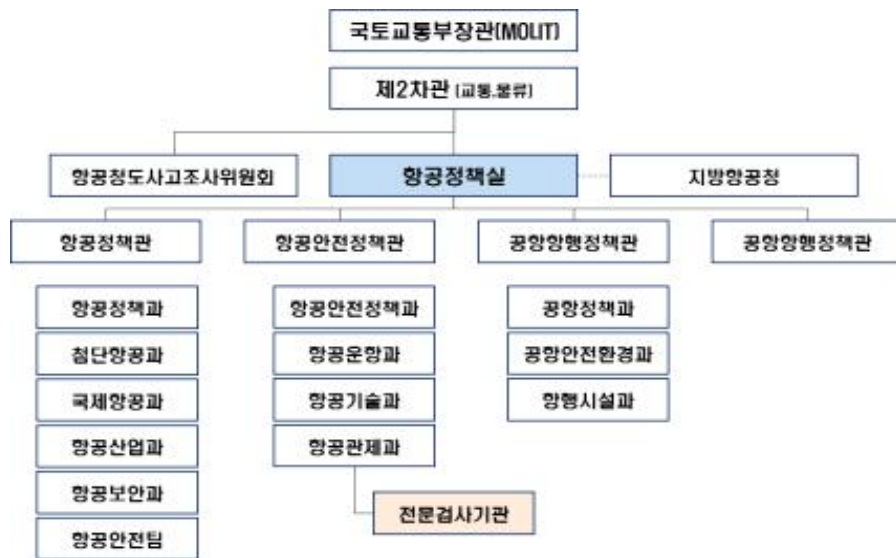 국토교통부장관(MOLIT)
제2차관 (교통.물류)
항공청도사고조사위원회
항공정책실
지방항공청
항공정책관
항공안전정책관
공항항행정책관
공항항행정책관
항공정책과
첨단항공과
국제항공과
항공산업과
항공보안과
항공안전팀
항공안전정책과
항공운항과
항공기술과
항공관제과
전문검사기관
공항정책과
공항안전환경과
항행시설과